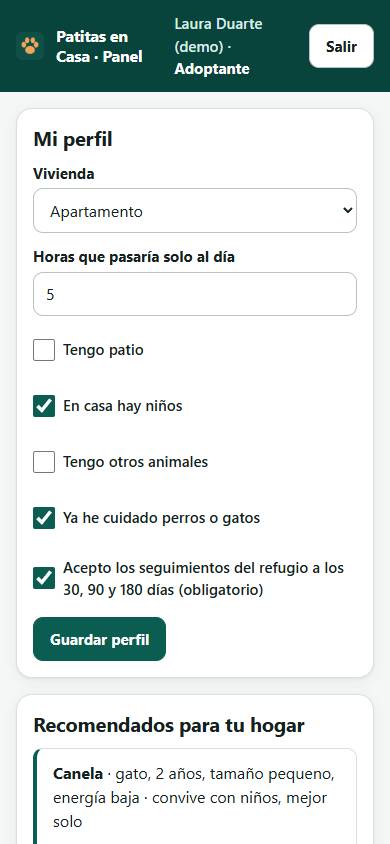 Patitas en
Casa · Panel
Laura Duarte
(demo) ·
Adoptante
Salir
Mi perfil
Vivienda
Apartamento
Horas que pasaría solo al día
5
Tengo patio
En casa hay niños
Tengo otros animales
Ya he cuidado perros o gatos
Acepto los seguimientos del refugio a los
30, 90 y 180 días (obligatorio)
Guardar perfil
Recomendados para tu hogar
Canela · gato, 2 años, tamaño pequeno,
energía baja · convive con niños, mejor
solo